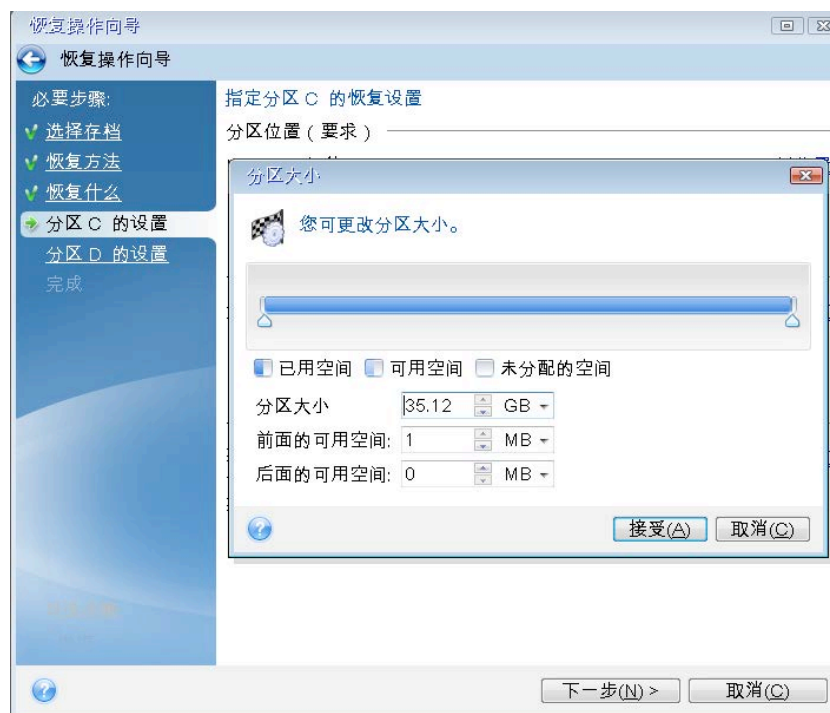 恢复操作向导
恢复操作向导
必要步骤:
选择存档
恢复方法
恢复什么
分区 C 的设置
分区 D 的设置
完成
指定分区 C 的恢复设置
分区位置 ( 要求 )
分区大小
您可更改分区大小。
已用空间 可用空间 未分配的空间
分区大小 35.12 GB
前面的可用空间: 1 MB
后面的可用空间: 0 MB
接受(A) 取消(C)
下一步(N) > 取消(C)